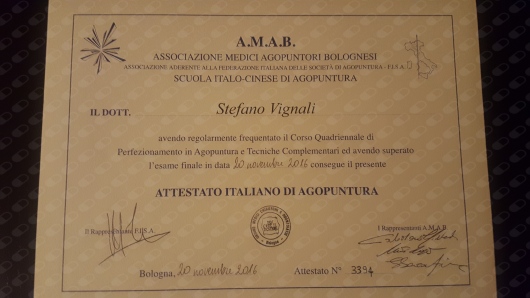 A.M.A.B.
ASSOCIAZIONE MEDICI AGOPUNTORI BOLOGNESI
ASSOCIAZIONE ADERENTE ALLA FEDERAZIONE ITALIANA DELLE SOCIETÀ DI AGOPUNTURA - F.I.S.A.
SCUOLA ITALO-CINESE DI AGOPUNTURA
IL DOTT. Stefano Vignali
avendo regolarmente frequentato il Corso Quadriennale di
Perfezionamento in Agopuntura e Tecniche Complementari ed avendo superato
l'esame finale in data 20 novembre 2016 consegue il presente
ATTESTATO ITALIANO DI AGOPUNTURA
Il Rappresentante F.I.S.A.
I Rappresentanti A.M.A.B.
Bologna, 20 novembre 2016
Attestato N° 3394